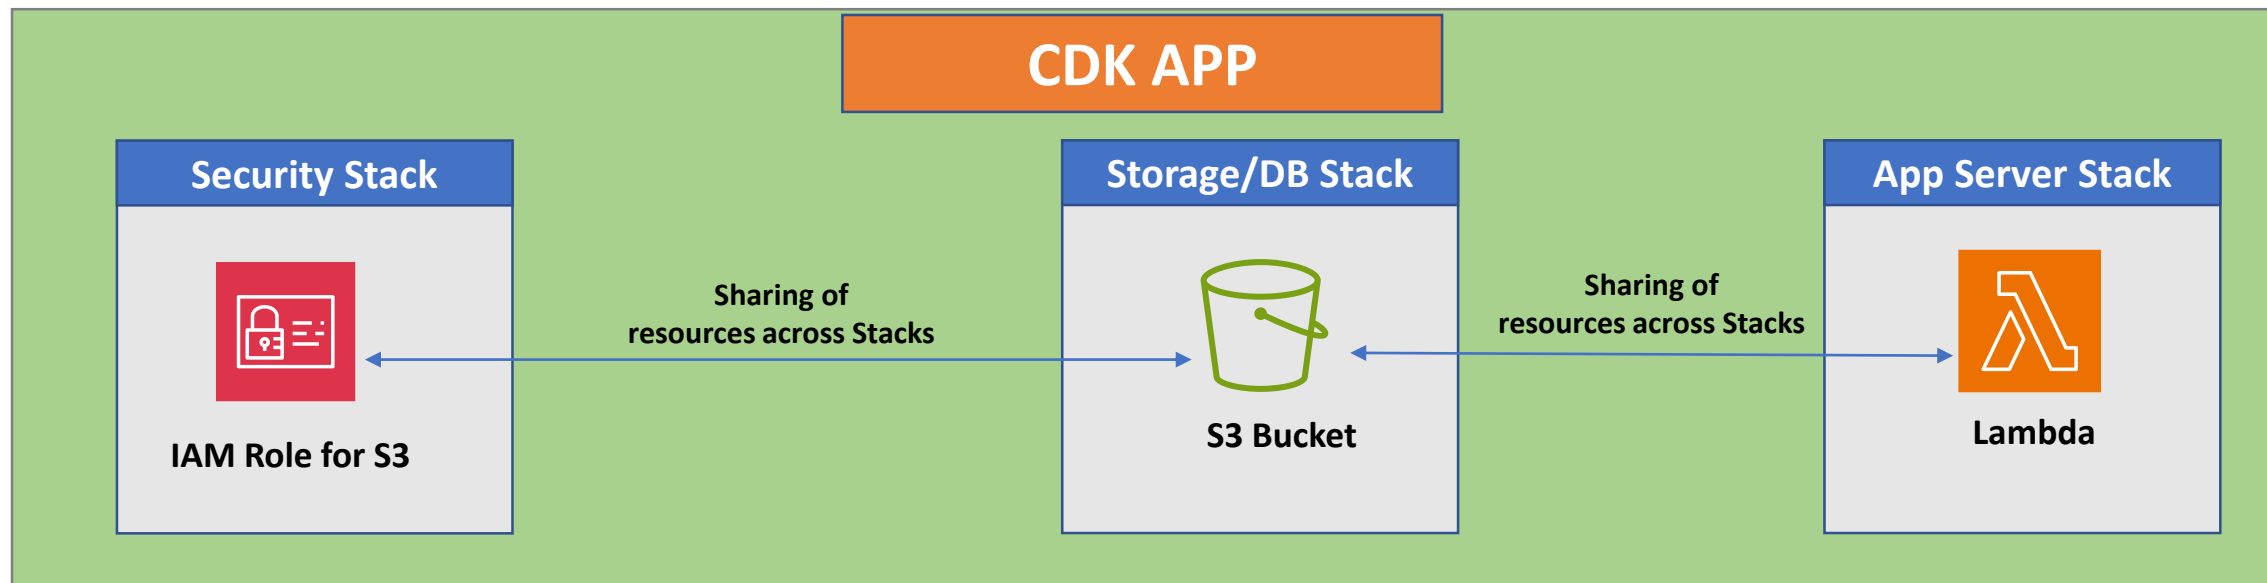 CDK APP
Security Stack
Storage/DB Stack
App Server Stack
Sharing of
resources across Stacks
Sharing of
resources across Stacks
IAM Role for S3
S3 Bucket
Lambda